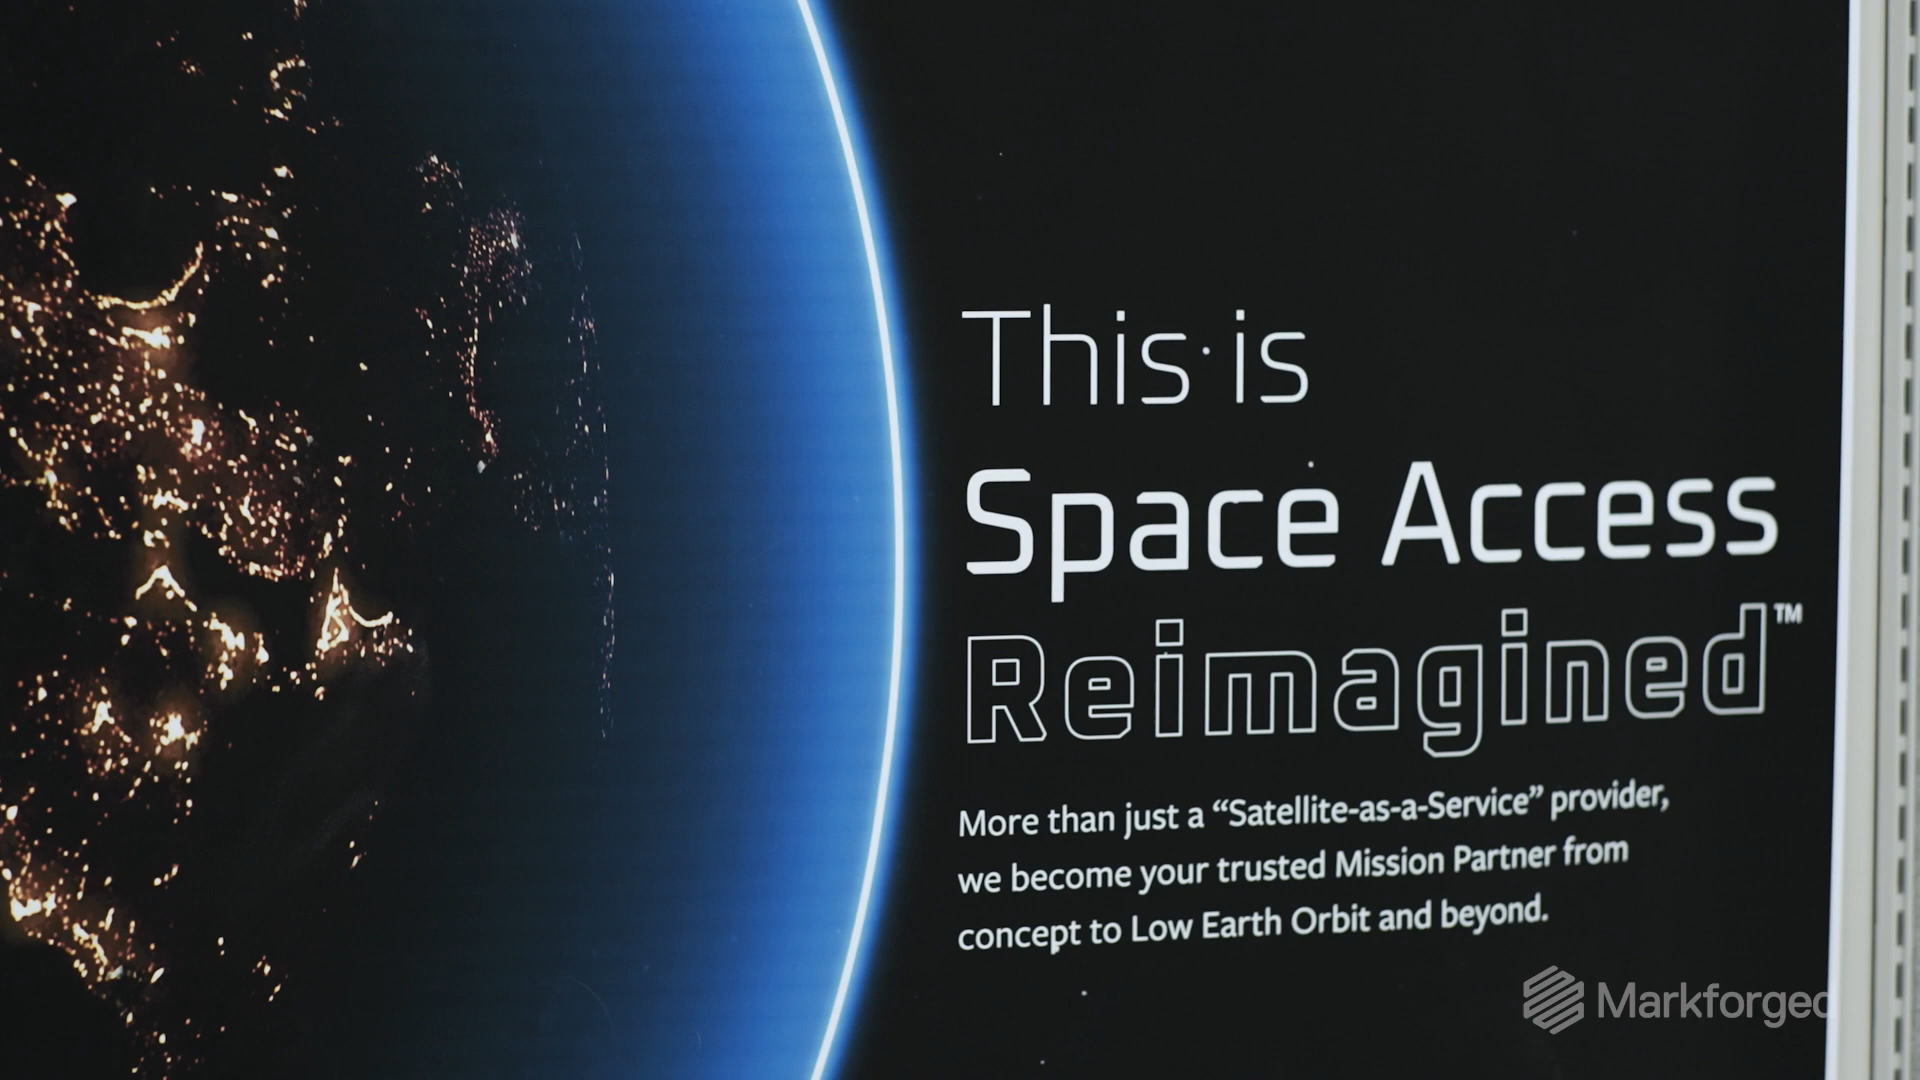 This is
Space Access
Reimagined™
More than just a “Satellite-as-a-Service” provider,
we become your trusted Mission Partner from
concept to Low Earth Orbit and beyond.
Markforged